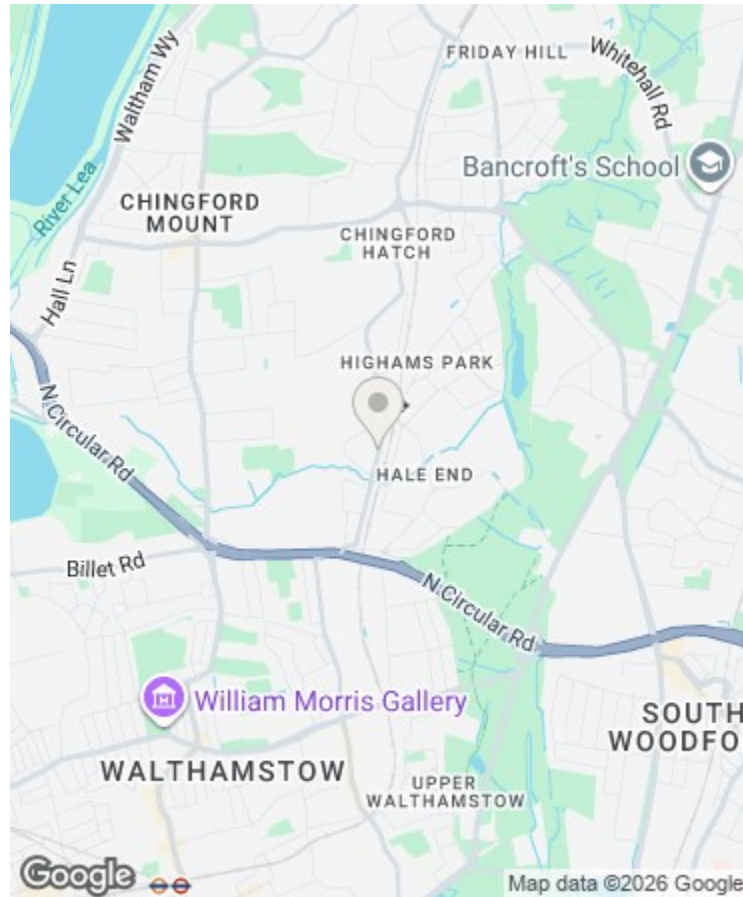 FRIDAY HILL
Whitehall Rd
Waltham Wy
Bancroft's School
River Lea
CHINGFORD
MOUNT
CHINGFORD
HATCH
Hall Ln
HIGHAMS PARK
N Circular Rd
HALE END
Billet Rd
N Circular Rd
William Morris Gallery
SOUTH
WOODFO
WALTHAMSTOW
UPPER
WALTHAMSTOW
Google
Map data ©2026 Google